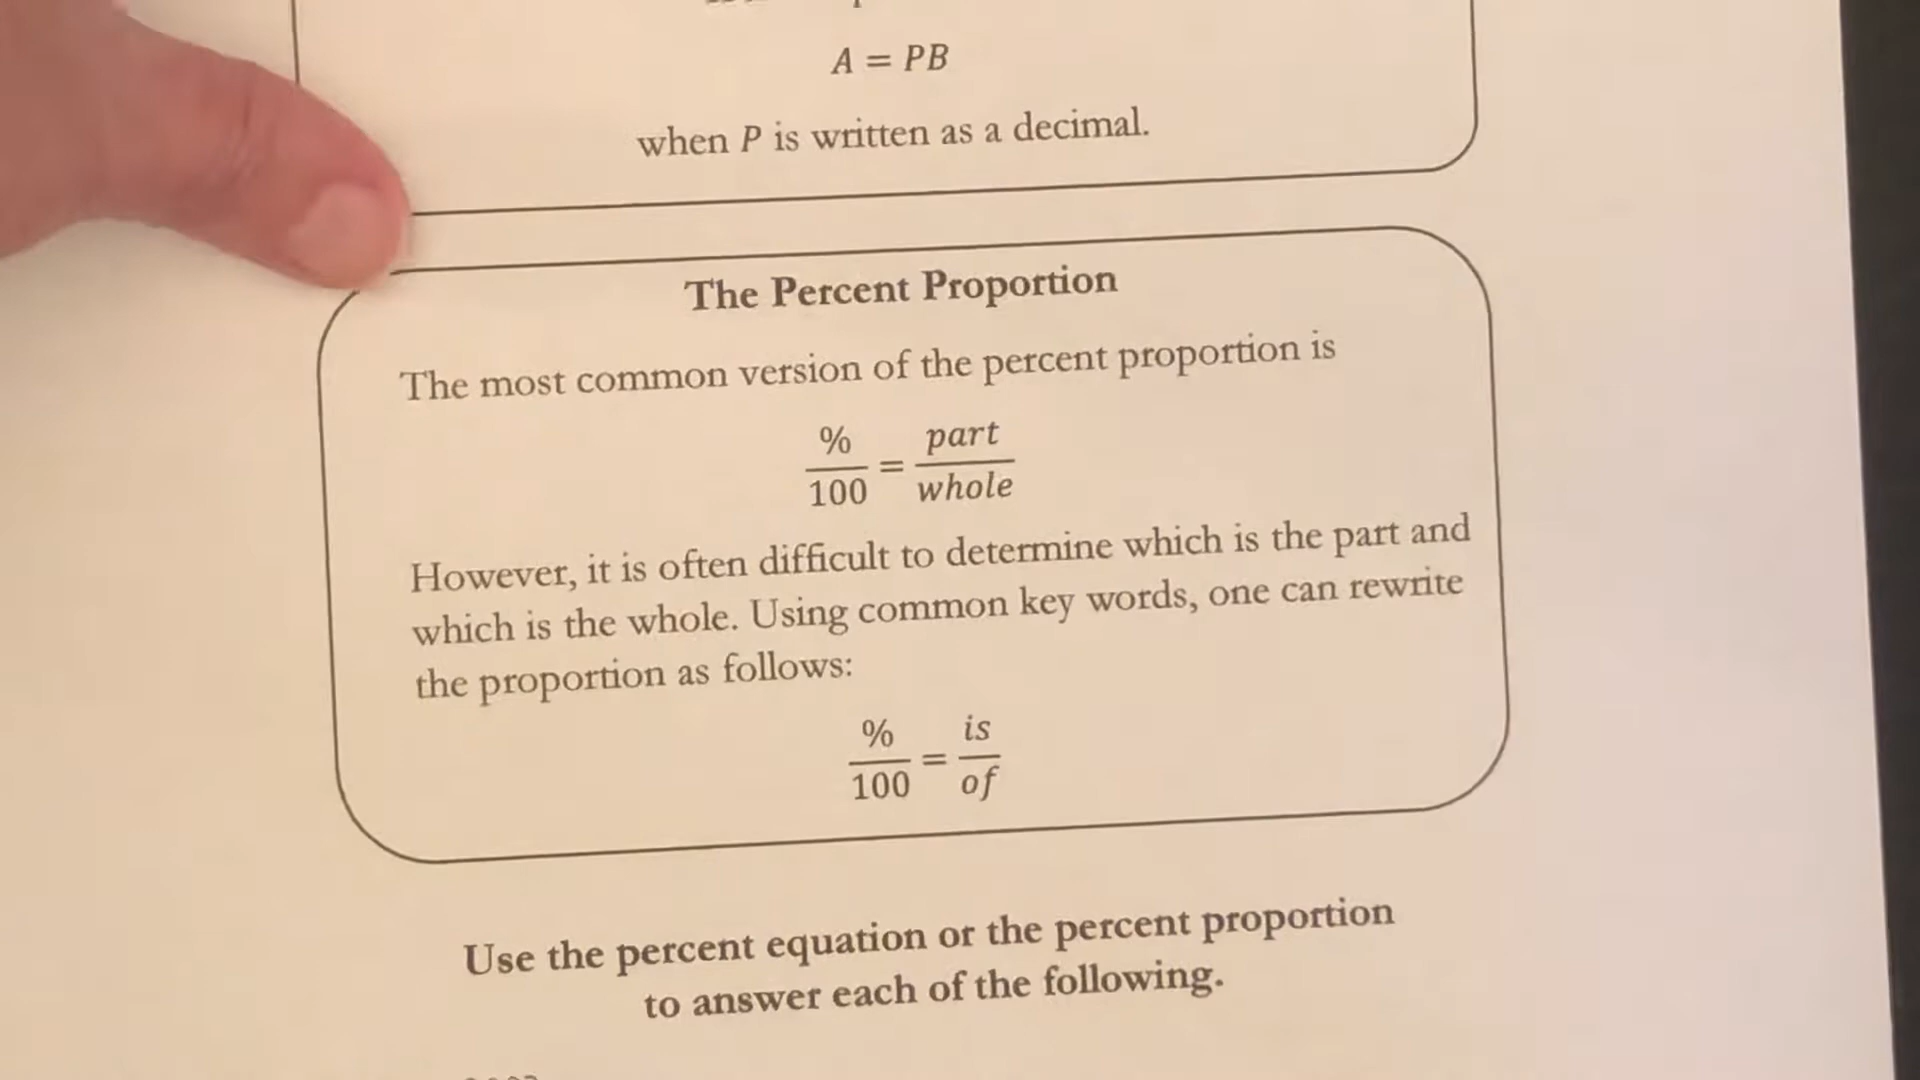 A = PB
when P is written as a decimal.
The Percent Proportion
The most common version of the percent proportion is
%/100 = part/whole
However, it is often difficult to determine which is the part and
which is the whole. Using common key words, one can rewrite
the proportion as follows:
%/100 = is/of
Use the percent equation or the percent proportion
to answer each of the following.